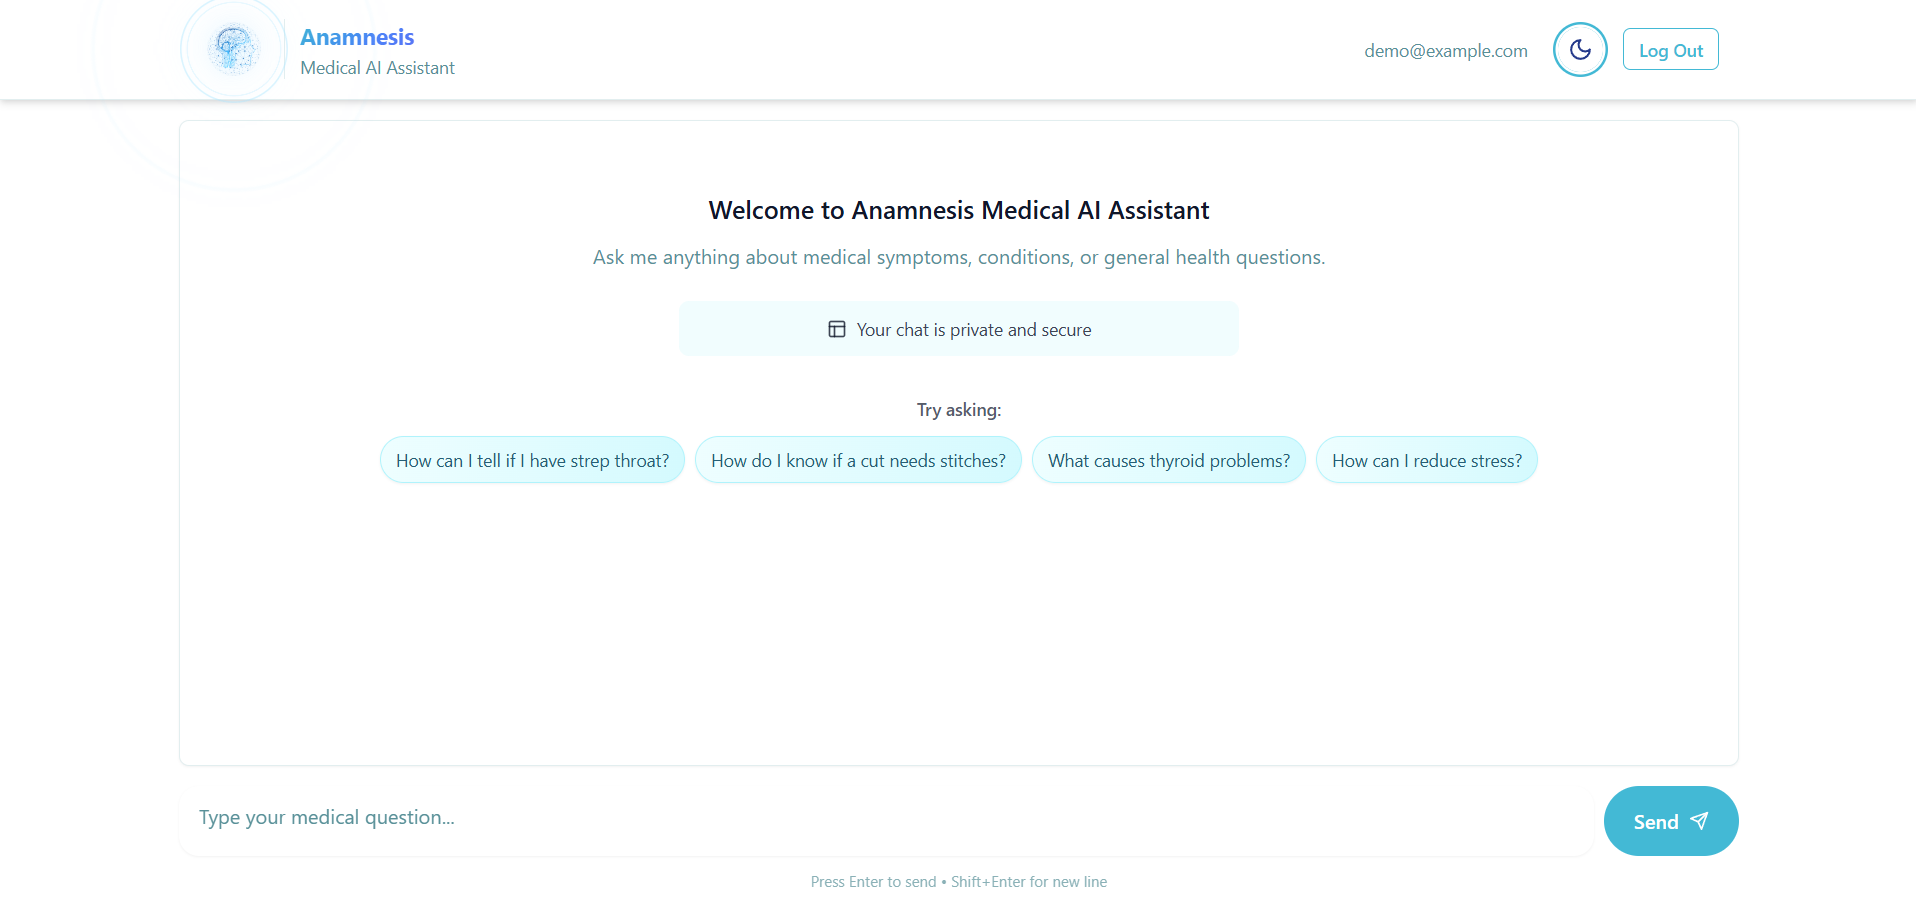 Anamnesis
Medical AI Assistant
demo@example.com
Log Out
Welcome to Anamnesis Medical AI Assistant
Ask me anything about medical symptoms, conditions, or general health questions.
Your chat is private and secure
Try asking:
How can I tell if I have strep throat?
How do I know if a cut needs stitches?
What causes thyroid problems?
How can I reduce stress?
Type your medical question...
Send
Press Enter to send • Shift+Enter for new line